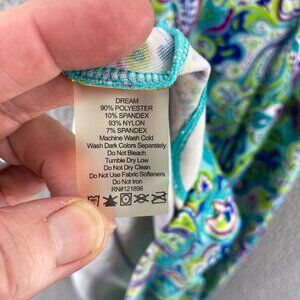 DREAM
90% POLYESTER
10% SPANDEX
93% NYLON
7% SPANDEX
Machine Wash Cold
Wash Dark Colors Separately
Do Not Bleach
Tumble Dry Low
Do Not Dry Clean
Do Not Use Fabric Softeners
Do Not Iron
RN#121896